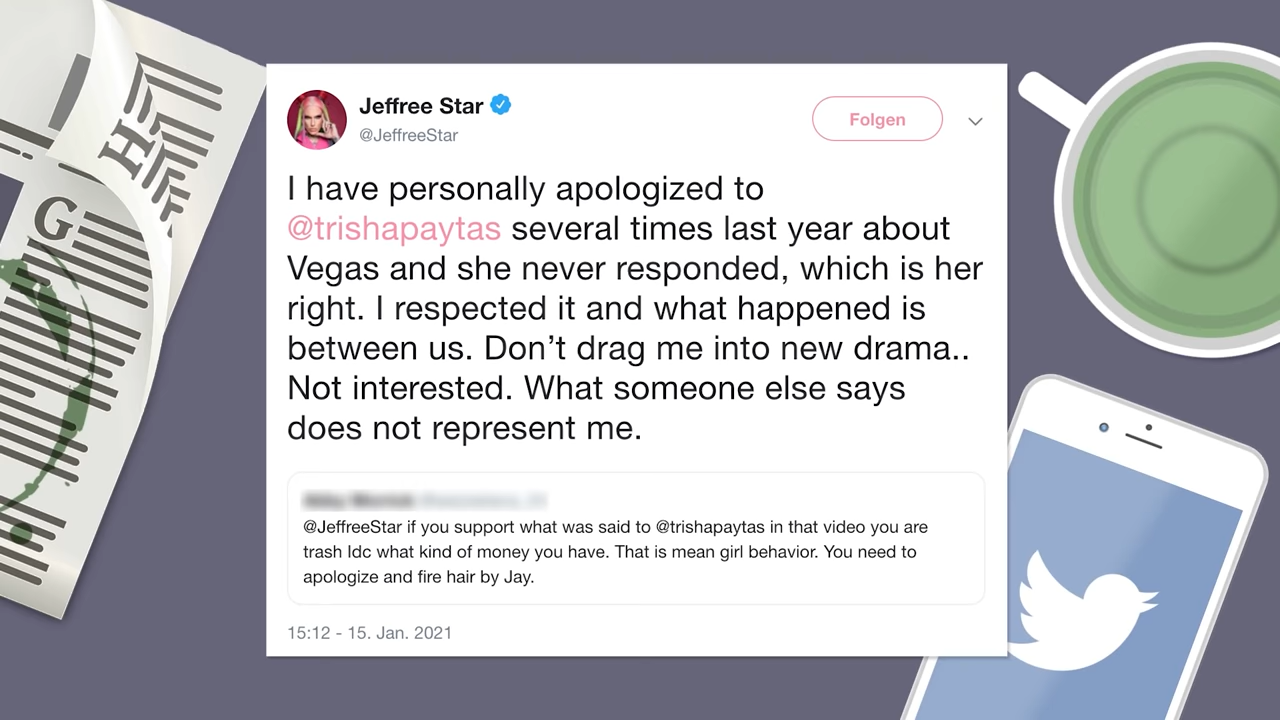 H
G
Jeffree Star
@JeffreeStar
Folgen
I have personally apologized to
@trishapaytas several times last year about
Vegas and she never responded, which is her
right. I respected it and what happened is
between us. Don’t drag me into new drama..
Not interested. What someone else says
does not represent me.
@JeffreeStar if you support what was said to @trishapaytas in that video you are
trash Idc what kind of money you have. That is mean girl behavior. You need to
apologize and fire hair by Jay.
15:12 - 15. Jan. 2021